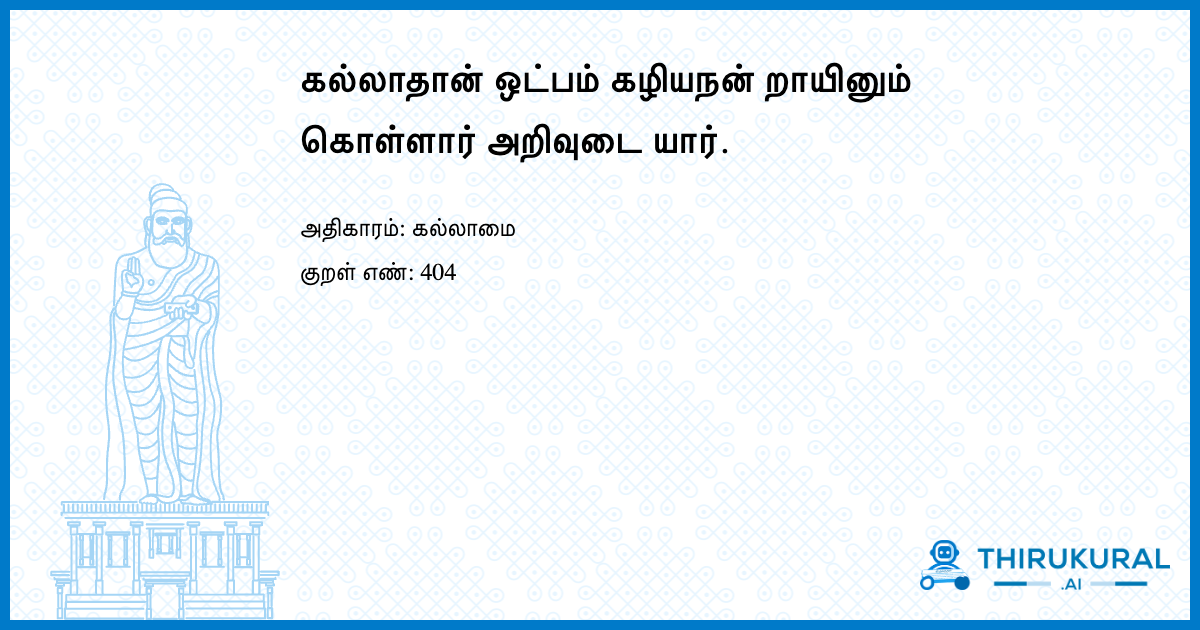 கல்லாதான் ஒட்பம் கழியநன் றாயினும்
கொள்ளார் அறிவுடை யார்.
அதிகாரம்: கல்லாமை
குறள் எண்: 404
THIRUKURAL
.AI